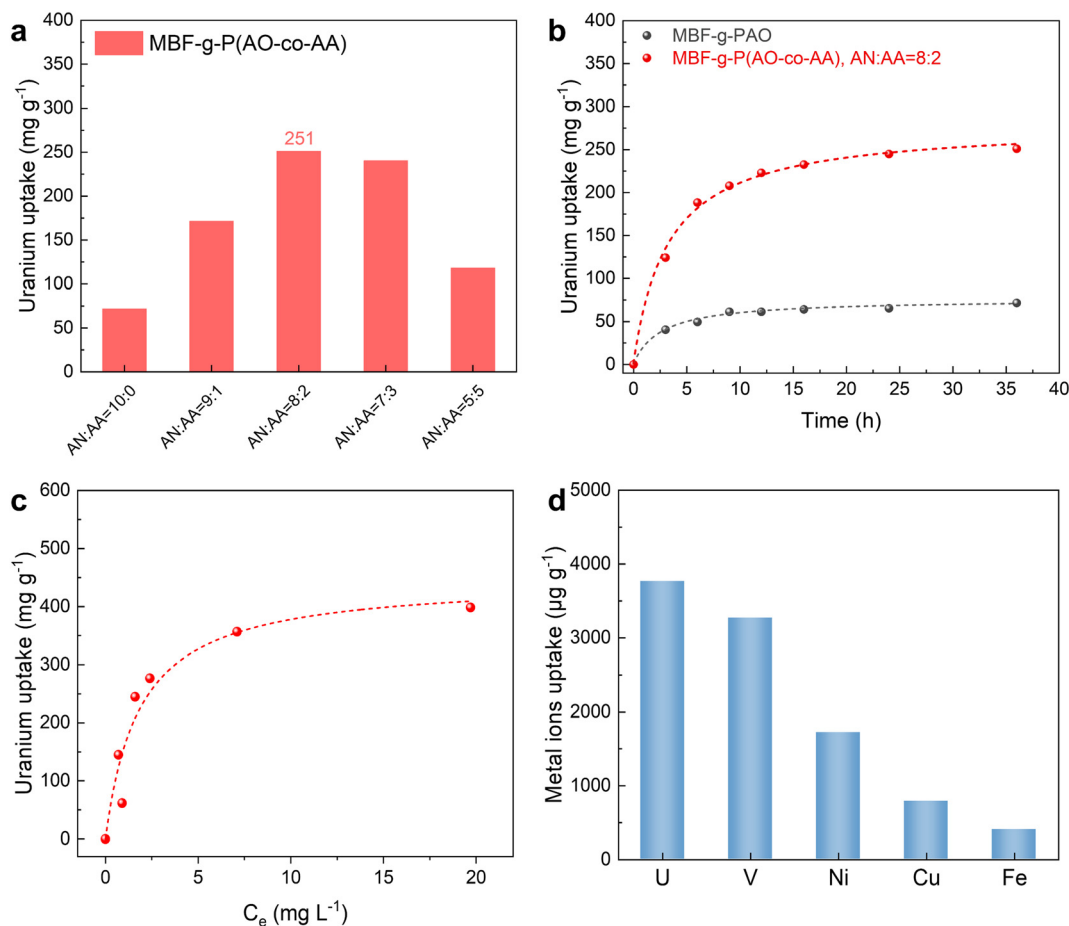 a
MBF-g-P(AO-co-AA)
Uranium uptake (mg g⁻¹)
400
350
300
250
200
150
100
50
0
251
AN:AA=10:0
AN:AA=9:1
AN:AA=8:2
AN:AA=7:3
AN:AA=5:5
b
MBF-g-PAO
MBF-g-P(AO-co-AA), AN:AA=8:2
Uranium uptake (mg g⁻¹)
400
350
300
250
200
150
100
50
0
0 5 10 15 20 25 30 35 40
Time (h)
c
Uranium uptake (mg g⁻¹)
600
500
400
300
200
100
0
0 5 10 15 20
Cₑ (mg L⁻¹)
d
Metal ions uptake (μg g⁻¹)
5000
4000
3000
2000
1000
0
U V Ni Cu Fe